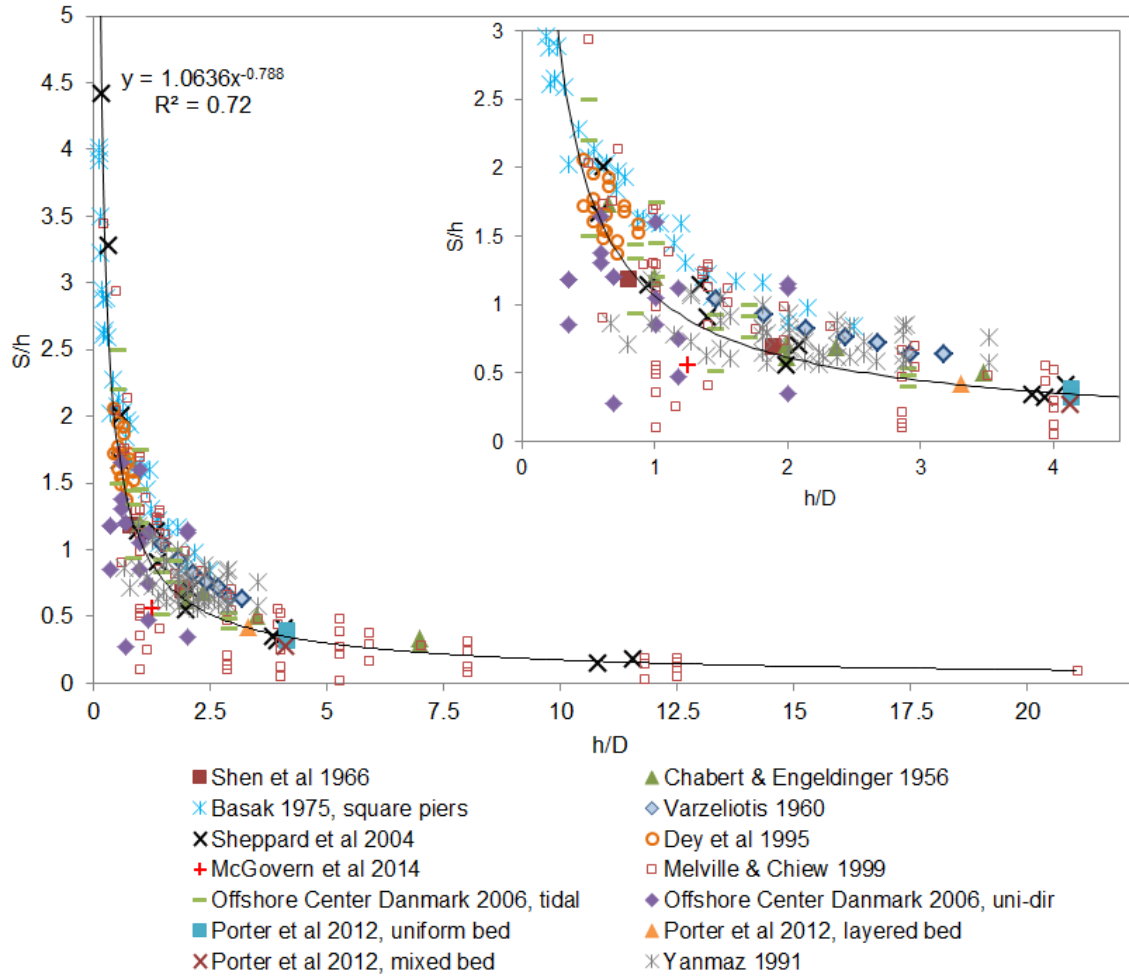 5
4.5
4
3.5
3
2.5
2
1.5
1
0.5
0
S/h
y = 1.0636x^-0.788
R² = 0.72
0
2.5
5
7.5
10
12.5
15
17.5
20
h/D
3
2.5
2
1.5
1
0.5
0
S/h
0
1
2
3
4
h/D
Shen et al 1966
Chabert & Engeldinger 1956
Basak 1975, square piers
Varzeliotis 1960
Sheppard et al 2004
Dey et al 1995
McGovern et al 2014
Melville & Chiew 1999
Offshore Center Danmark 2006, tidal
Offshore Center Danmark 2006, uni-dir
Porter et al 2012, uniform bed
Porter et al 2012, layered bed
Porter et al 2012, mixed bed
Yanmaz 1991